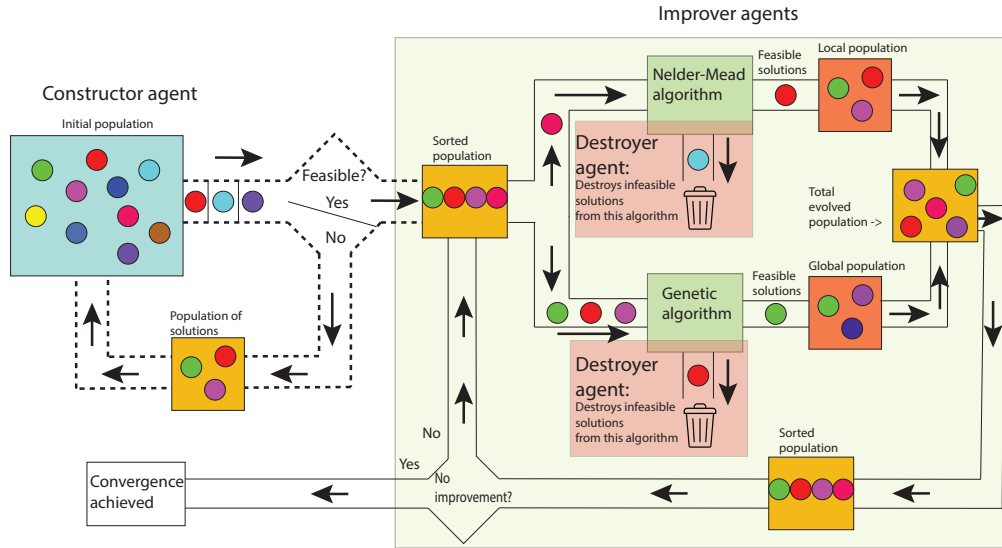 Improver agents
Constructor agent
Initial population
Feasible?
Yes
No
Population of
solutions
Sorted
population
Nelder-Mead
algorithm
Feasible
solutions
Local population
Destroyer
agent:
Destroys infeasible
solutions
from this algorithm
Total
evolved
population ->
Genetic
algorithm
Feasible
solutions
Global population
Destroyer
agent:
Destroys infeasible
solutions
from this algorithm
Sorted
population
No
Yes
No
improvement?
Convergence
achieved